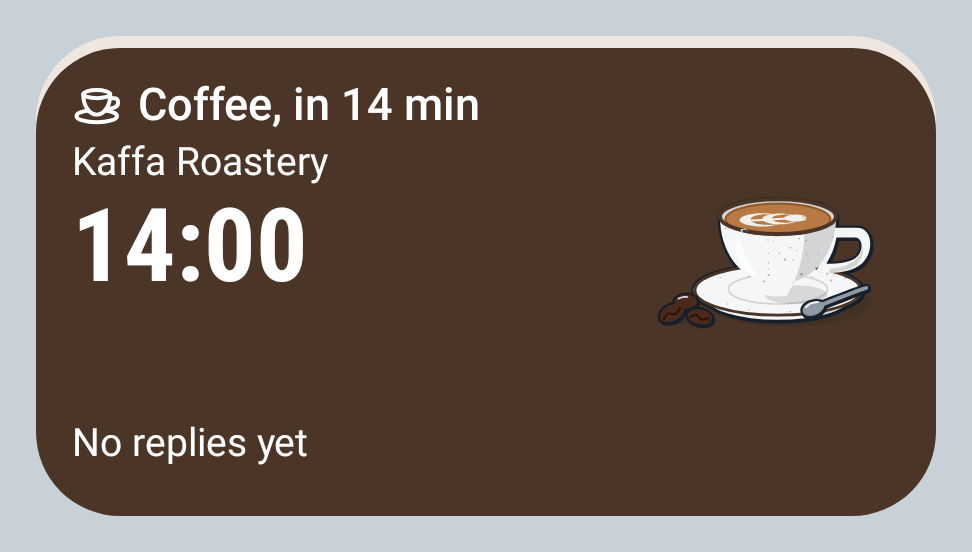 Coffee, in 14 min
Kaffa Roastery
14:00
No replies yet